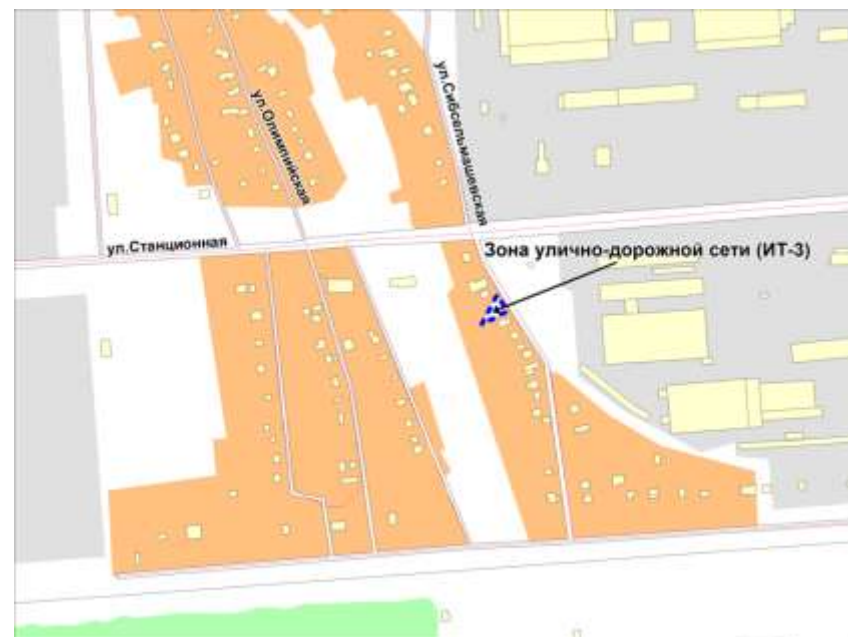 ул.Олимпийская
ул.Сибсельмашевская
ул.Станционная
Зона улично-дорожной сети (ИТ-3)